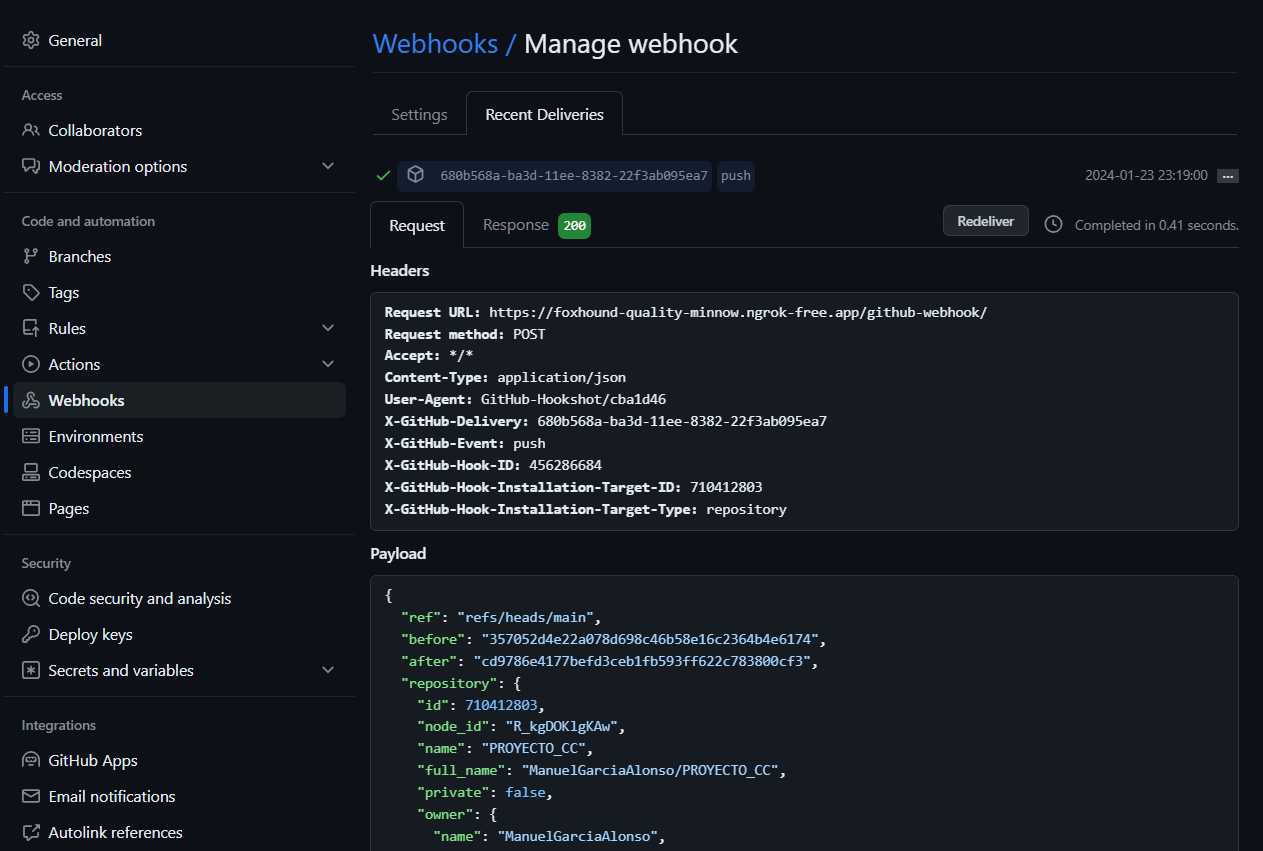 General
Access
Collaborators
Moderation options
Code and automation
Branches
Tags
Rules
Actions
Webhooks
Environments
Codespaces
Pages
Security
Code security and analysis
Deploy keys
Secrets and variables
Integrations
GitHub Apps
Email notifications
Autolink references
Webhooks / Manage webhook
Settings
Recent Deliveries
680b568a-ba3d-11ee-8382-22f3ab095ea7 push 2024-01-23 23:19:00 ...
Request
Response 200
Redeliver
Completed in 0.41 seconds.
Headers
Request URL: https://foxhound-quality-minnow.ngrok-free.app/github-webhook/
Request method: POST
Accept: */*
Content-Type: application/json
User-Agent: GitHub-Hookshot/cba1d46
X-GitHub-Delivery: 680b568a-ba3d-11ee-8382-22f3ab095ea7
X-GitHub-Event: push
X-GitHub-Hook-ID: 456286684
X-GitHub-Hook-Installation-Target-ID: 710412803
X-GitHub-Hook-Installation-Target-Type: repository
Payload
{
"ref": "refs/heads/main",
"before": "357052d4e22a078d698c46b58e16c2364b4e6174",
"after": "cd9786e4177befd3ceb1fb593ff622c783800cf3",
"repository": {
"id": 710412803,
"node_id": "R_kgDOKlgKAw",
"name": "PROYECTO_CC",
"full_name": "ManuelGarciaAlonso/PROYECTO_CC",
"private": false,
"owner": {
"name": "ManuelGarciaAlonso",